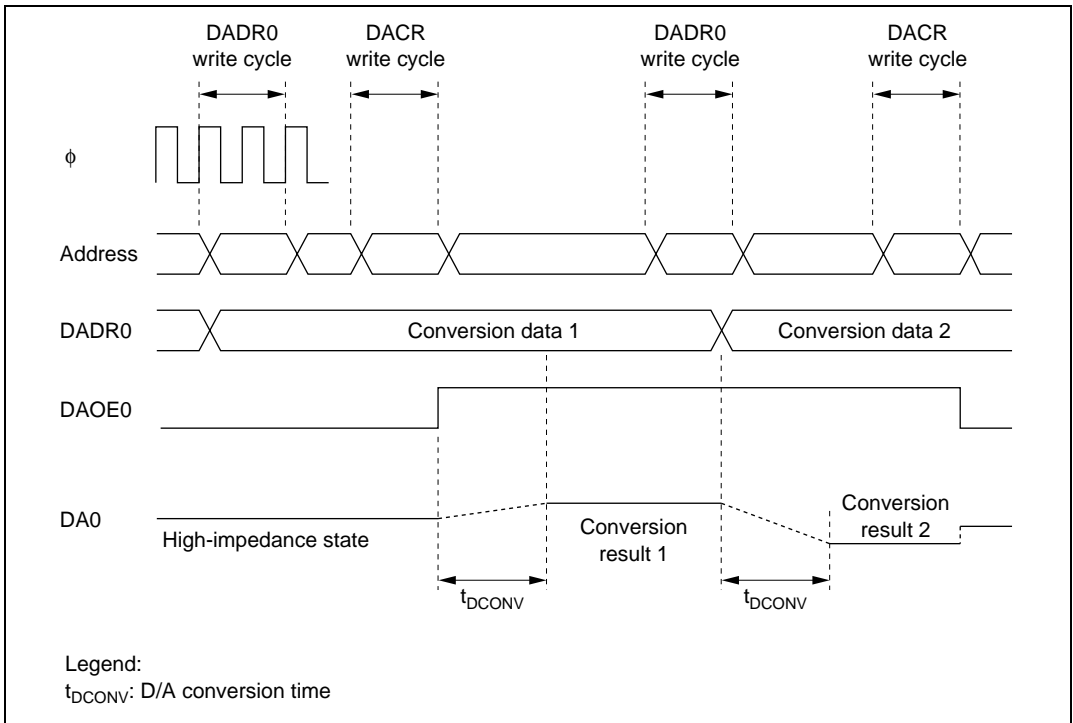 DADR0
write cycle
DACR
write cycle
DADR0
write cycle
DACR
write cycle
ϕ
Address
DADR0
Conversion data 1
Conversion data 2
DAOE0
DA0
High-impedance state
Conversion
result 1
Conversion
result 2
tDCONV
tDCONV
Legend:
tDCONV: D/A conversion time